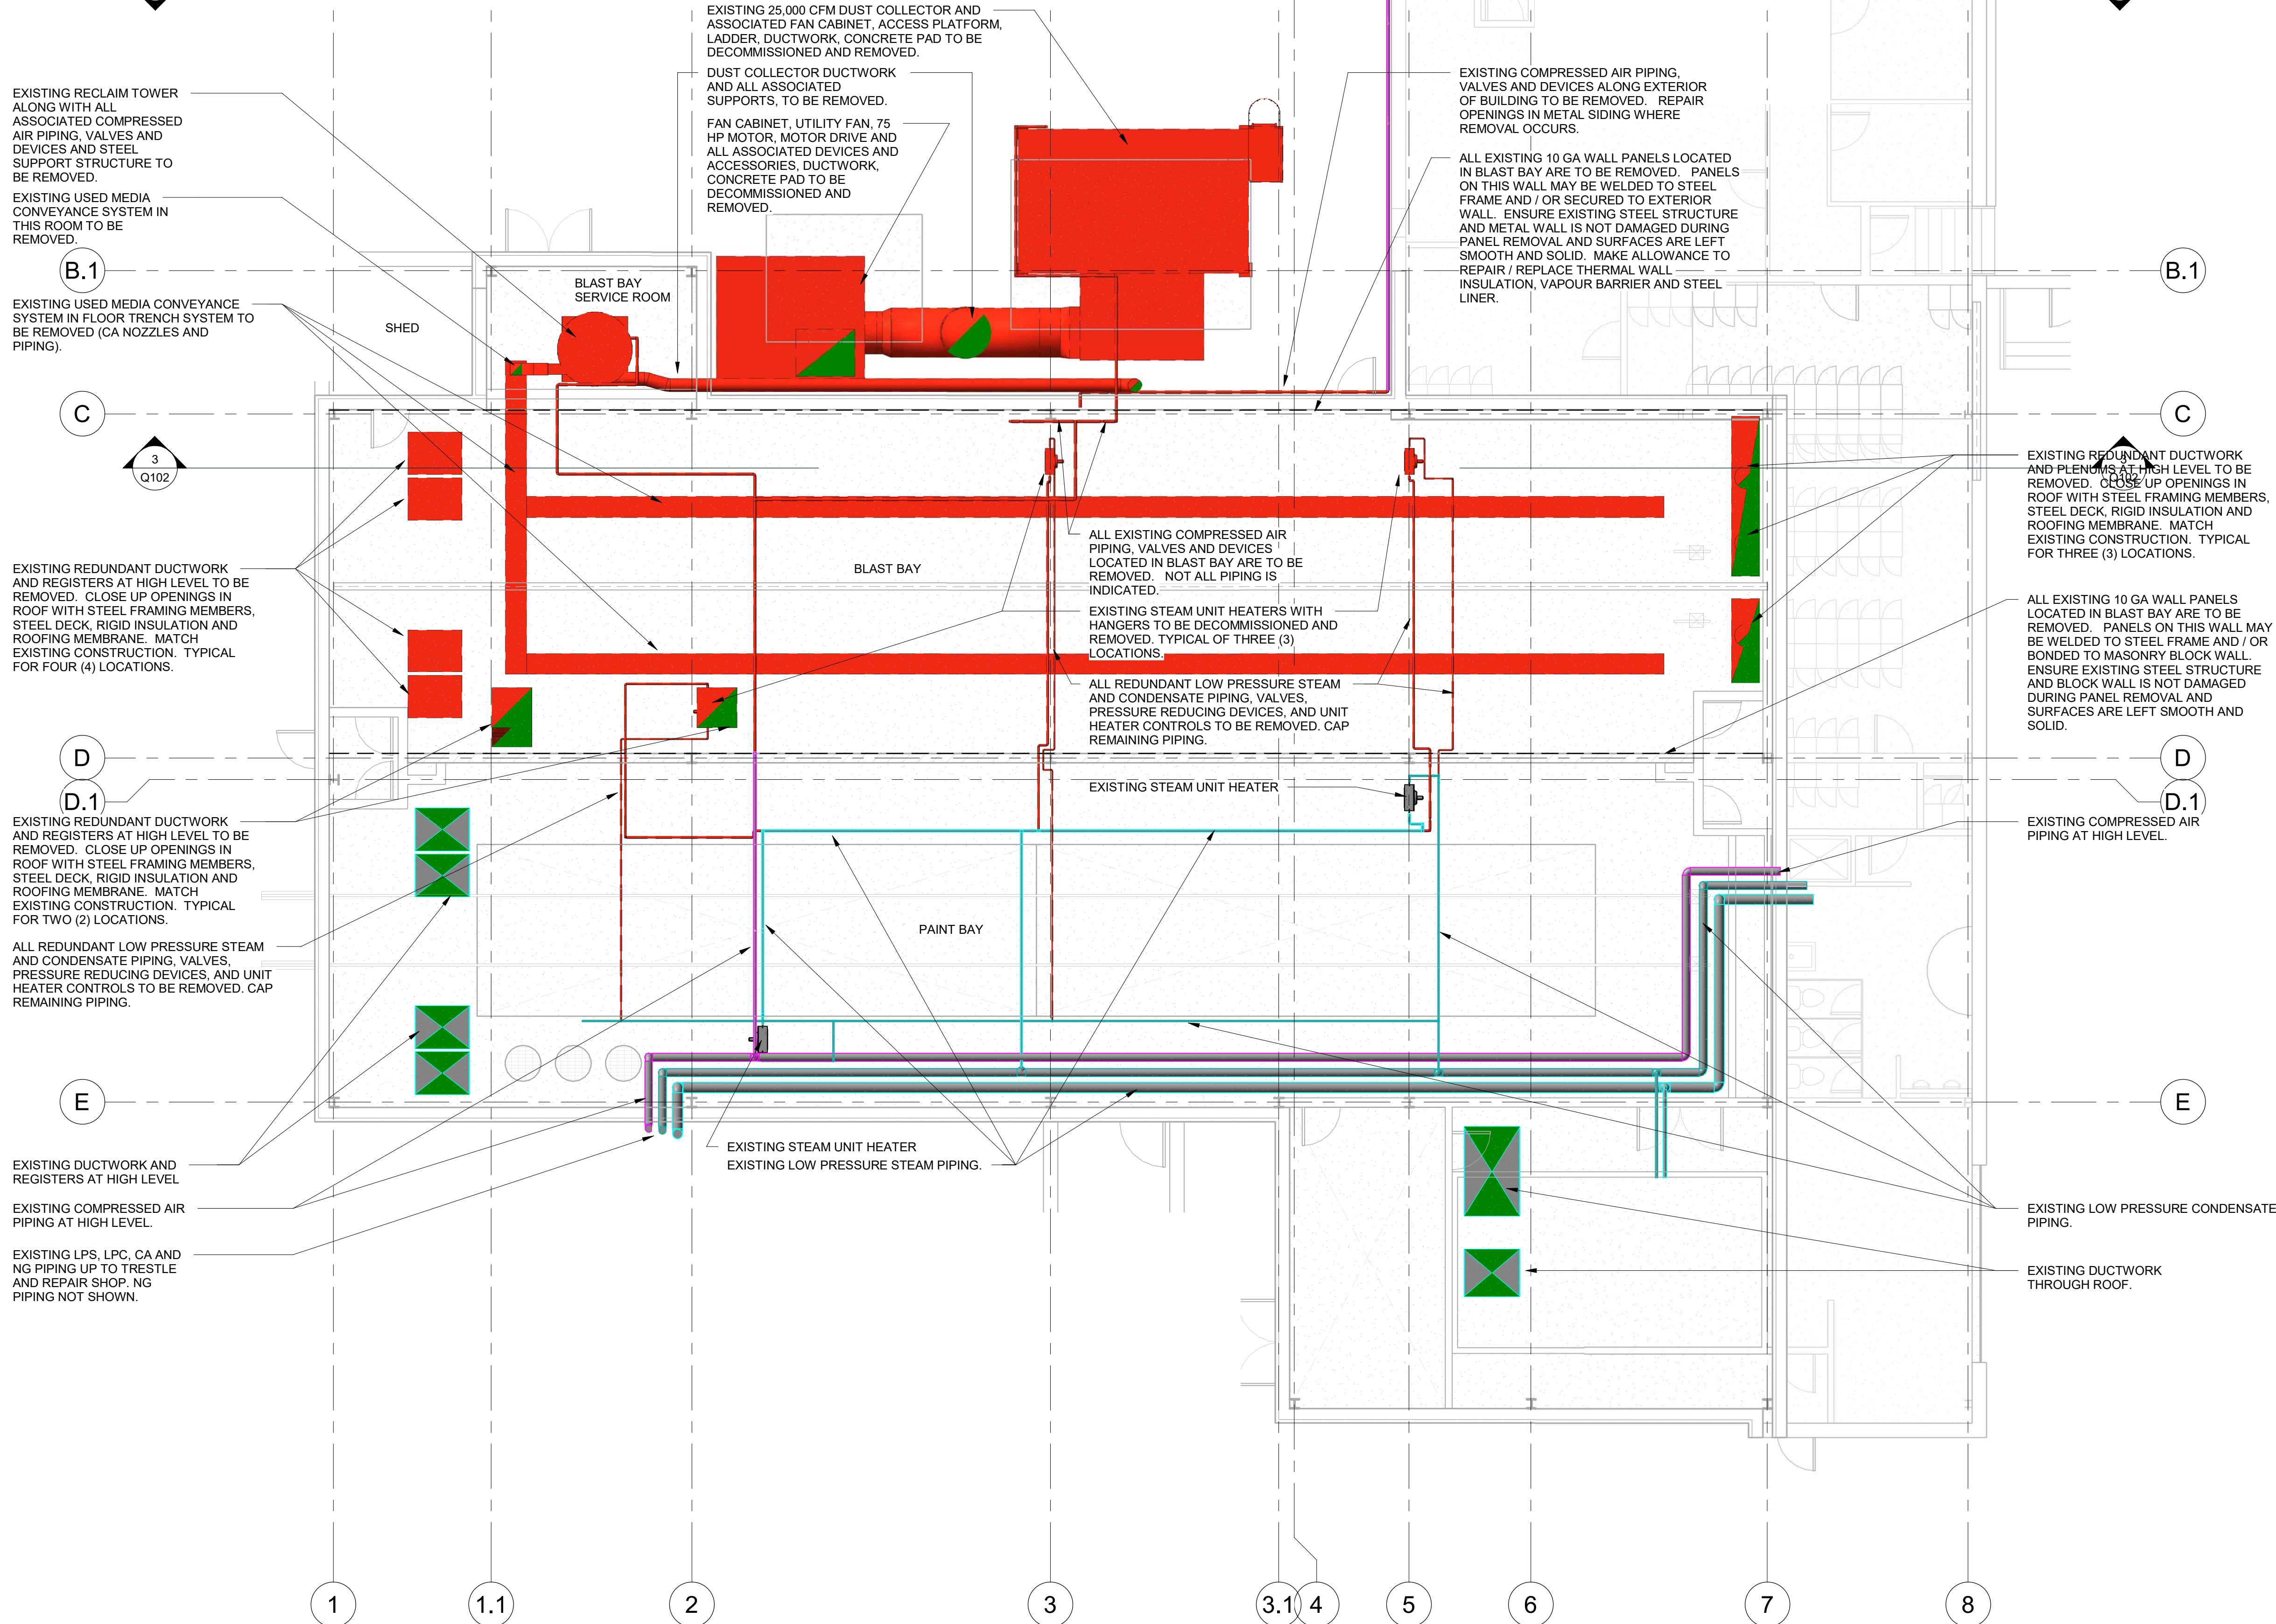 EXISTING 25,000 CFM DUST COLLECTOR AND
ASSOCIATED FAN CABINET, ACCESS PLATFORM,
LADDER, DUCTWORK, CONCRETE PAD TO BE
DECOMMISSIONED AND REMOVED.
DUST COLLECTOR DUCTWORK
AND ALL ASSOCIATED
SUPPORTS, TO BE REMOVED.
FAN CABINET, UTILITY FAN, 75
HP MOTOR, MOTOR DRIVE AND
ALL ASSOCIATED DEVICES AND
ACCESSORIES, DUCTWORK,
CONCRETE PAD TO BE
DECOMMISSIONED AND
REMOVED.
EXISTING COMPRESSED AIR PIPING,
VALVES AND DEVICES ALONG EXTERIOR
OF BUILDING TO BE REMOVED. REPAIR
OPENINGS IN METAL SIDING WHERE
REMOVAL OCCURS.
ALL EXISTING 10 GA WALL PANELS LOCATED
IN BLAST BAY ARE TO BE REMOVED. PANELS
ON THIS WALL MAY BE WELDED TO STEEL
FRAME AND / OR SECURED TO EXTERIOR
WALL. ENSURE EXISTING STEEL STRUCTURE
AND METAL WALL IS NOT DAMAGED DURING
PANEL REMOVAL AND SURFACES ARE LEFT
SMOOTH AND SOLID. MAKE ALLOWANCE TO
REPAIR / REPLACE THERMAL WALL
INSULATION, VAPOUR BARRIER AND STEEL
LINER.
EXISTING RECLAIM TOWER
ALONG WITH ALL
ASSOCIATED COMPRESSED
AIR PIPING, VALVES AND
DEVICES AND STEEL
SUPPORT STRUCTURE TO
BE REMOVED.
EXISTING USED MEDIA
CONVEYANCE SYSTEM IN
THIS ROOM TO BE
REMOVED.
B.1
B.1
EXISTING USED MEDIA CONVEYANCE
SYSTEM IN FLOOR TRENCH SYSTEM TO
BE REMOVED (CA NOZZLES AND
PIPING).
SHED
BLAST BAY
SERVICE ROOM
C
C
3
Q102
3
Q102
EXISTING REDUNDANT DUCTWORK
AND PLENUMS AT HIGH LEVEL TO BE
REMOVED. CLOSE UP OPENINGS IN
ROOF WITH STEEL FRAMING MEMBERS,
STEEL DECK, RIGID INSULATION AND
ROOFING MEMBRANE. MATCH
EXISTING CONSTRUCTION. TYPICAL
FOR THREE (3) LOCATIONS.
EXISTING REDUNDANT DUCTWORK
AND REGISTERS AT HIGH LEVEL TO BE
REMOVED. CLOSE UP OPENINGS IN
ROOF WITH STEEL FRAMING MEMBERS,
STEEL DECK, RIGID INSULATION AND
ROOFING MEMBRANE. MATCH
EXISTING CONSTRUCTION. TYPICAL
FOR FOUR (4) LOCATIONS.
BLAST BAY
ALL EXISTING COMPRESSED AIR
PIPING, VALVES AND DEVICES
LOCATED IN BLAST BAY ARE TO BE
REMOVED. NOT ALL PIPING IS
INDICATED.
EXISTING STEAM UNIT HEATERS WITH
HANGERS TO BE DECOMMISSIONED AND
REMOVED. TYPICAL OF THREE (3)
LOCATIONS.
ALL REDUNDANT LOW PRESSURE STEAM
AND CONDENSATE PIPING, VALVES,
PRESSURE REDUCING DEVICES, AND UNIT
HEATER CONTROLS TO BE REMOVED. CAP
REMAINING PIPING.
ALL EXISTING 10 GA WALL PANELS
LOCATED IN BLAST BAY ARE TO BE
REMOVED. PANELS ON THIS WALL MAY
BE WELDED TO STEEL FRAME AND / OR
BONDED TO MASONRY BLOCK WALL.
ENSURE EXISTING STEEL STRUCTURE
AND BLOCK WALL IS NOT DAMAGED
DURING PANEL REMOVAL AND
SURFACES ARE LEFT SMOOTH AND
SOLID.
D
D
D.1
D.1
EXISTING STEAM UNIT HEATER
EXISTING REDUNDANT DUCTWORK
AND REGISTERS AT HIGH LEVEL TO BE
REMOVED. CLOSE UP OPENINGS IN
ROOF WITH STEEL FRAMING MEMBERS,
STEEL DECK, RIGID INSULATION AND
ROOFING MEMBRANE. MATCH
EXISTING CONSTRUCTION. TYPICAL
FOR TWO (2) LOCATIONS.
EXISTING COMPRESSED AIR
PIPING AT HIGH LEVEL.
PAINT BAY
ALL REDUNDANT LOW PRESSURE STEAM
AND CONDENSATE PIPING, VALVES,
PRESSURE REDUCING DEVICES, AND UNIT
HEATER CONTROLS TO BE REMOVED. CAP
REMAINING PIPING.
E
E
EXISTING STEAM UNIT HEATER
EXISTING LOW PRESSURE STEAM PIPING.
EXISTING DUCTWORK AND
REGISTERS AT HIGH LEVEL
EXISTING COMPRESSED AIR
PIPING AT HIGH LEVEL.
EXISTING LPS, LPC, CA AND
NG PIPING UP TO TRESTLE
AND REPAIR SHOP. NG
PIPING NOT SHOWN.
EXISTING LOW PRESSURE CONDENSATE
PIPING.
EXISTING DUCTWORK
THROUGH ROOF.
1
1.1
2
3
3.1
4
5
6
7
8